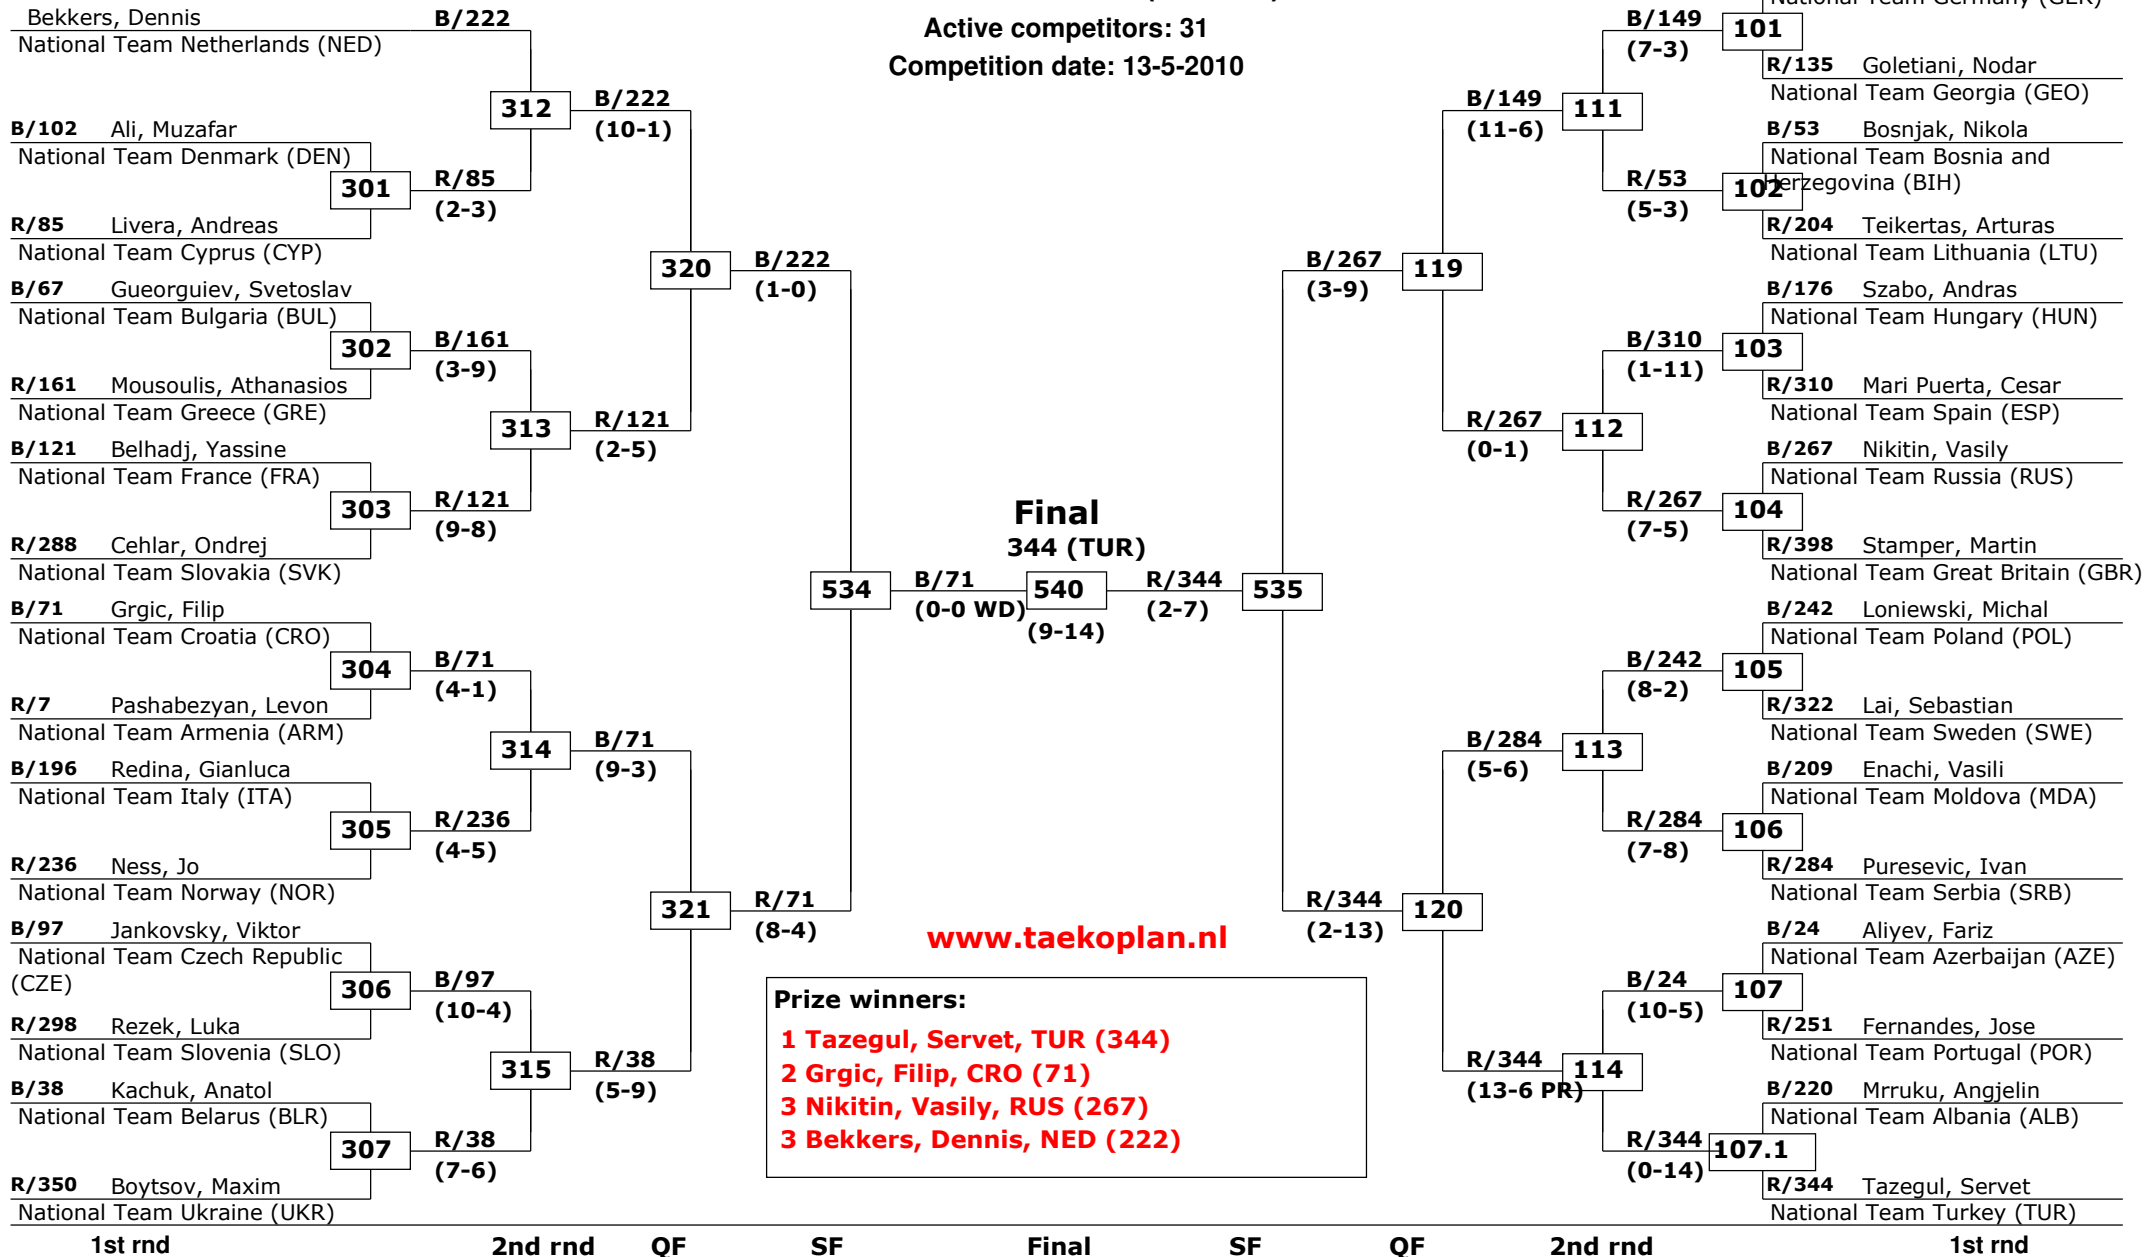 Bekkers, Dennis
National Team Netherlands (NED)
B/222
B/102 Ali, Muzafar
National Team Denmark (DEN)
301
R/85 Livera, Andreas
National Team Cyprus (CYP)
R/85
(2-3)
312
B/222
(10-1)
B/67 Gueorguiev, Svetoslav
National Team Bulgaria (BUL)
302
R/161 Mousoulis, Athanasios
National Team Greece (GRE)
B/161
(3-9)
B/121 Belhadj, Yassine
National Team France (FRA)
303
R/288 Cehlar, Ondrej
National Team Slovakia (SVK)
R/121
(9-8)
313
R/121
(2-5)
320
B/222
(1-0)
B/71 Grgic, Filip
National Team Croatia (CRO)
304
R/7 Pashabezyan, Levon
National Team Armenia (ARM)
B/71
(4-1)
B/196 Redina, Gianluca
National Team Italy (ITA)
305
R/236 Ness, Jo
National Team Norway (NOR)
R/236
(4-5)
314
B/71
(9-3)
B/97 Jankovsky, Viktor
National Team Czech Republic
(CZE)
306
R/298 Rezek, Luka
National Team Slovenia (SLO)
B/97
(10-4)
B/38 Kachuk, Anatol
National Team Belarus (BLR)
307
R/350 Boytsov, Maxim
National Team Ukraine (UKR)
R/38
(7-6)
315
R/38
(5-9)
321
R/71
(8-4)
534
B/71
(0-0 WD)
Active competitors: 31
Competition date: 13-5-2010
Final
344 (TUR)
540
(9-14)
R/344
(2-7)
535
www.taekoplan.nl
Prize winners:
1 Tazegul, Servet, TUR (344)
2 Grgic, Filip, CRO (71)
3 Nikitin, Vasily, RUS (267)
3 Bekkers, Dennis, NED (222)
B/267
(3-9)
119
B/149
(11-6)
111
B/149
(7-3)
101
National Team Germany (GER)
R/135 Goletiani, Nodar
National Team Georgia (GEO)
R/53
(5-3)
102
B/53 Bosnjak, Nikola
National Team Bosnia and
Herzegovina (BIH)
R/204 Teikertas, Arturas
National Team Lithuania (LTU)
R/267
(0-1)
112
B/310
(1-11)
103
B/176 Szabo, Andras
National Team Hungary (HUN)
R/310 Mari Puerta, Cesar
National Team Spain (ESP)
R/267
(7-5)
104
B/267 Nikitin, Vasily
National Team Russia (RUS)
R/398 Stamper, Martin
National Team Great Britain (GBR)
R/344
(2-13)
120
B/284
(5-6)
113
B/242
(8-2)
105
B/242 Loniewski, Michal
National Team Poland (POL)
R/322 Lai, Sebastian
National Team Sweden (SWE)
R/284
(7-8)
106
B/209 Enachi, Vasili
National Team Moldova (MDA)
R/284 Puresevic, Ivan
National Team Serbia (SRB)
R/344
(13-6 PR)
114
B/24
(10-5)
107
B/24 Aliyev, Fariz
National Team Azerbaijan (AZE)
R/251 Fernandes, Jose
National Team Portugal (POR)
R/344
(0-14)
107.1
B/220 Mrruku, Angjelin
National Team Albania (ALB)
R/344 Tazegul, Servet
National Team Turkey (TUR)
1st rnd 2nd rnd QF SF Final SF QF 2nd rnd 1st rnd